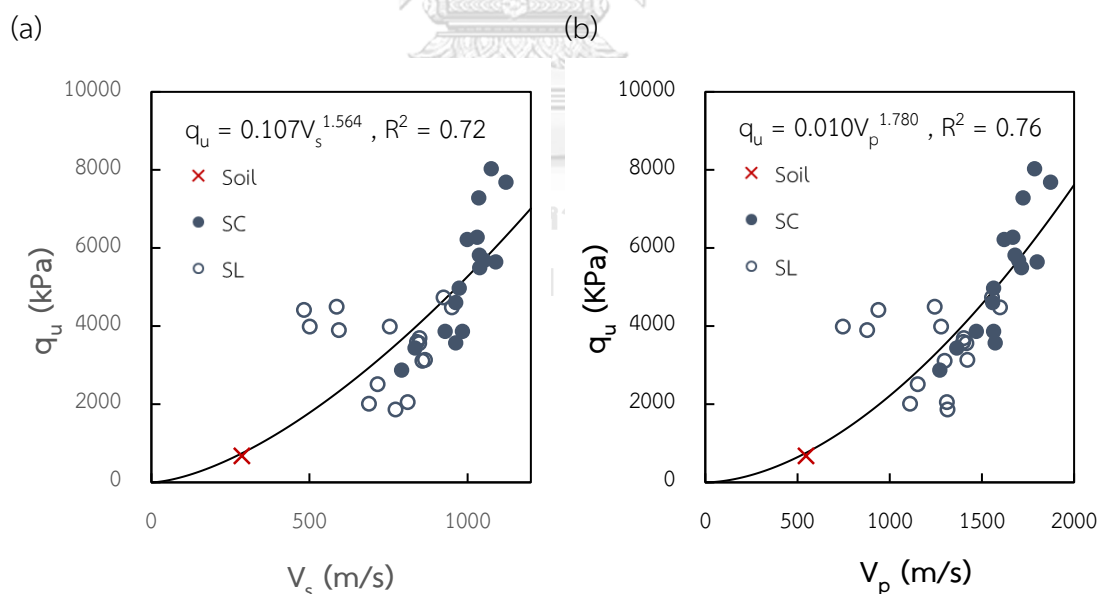 (a)
q_u = 0.107V_s^1.564 , R^2 = 0.72
Soil
SC
SL
10000
8000
6000
4000
2000
0
q_u (kPa)
0 500 1000
V_s (m/s)
(b)
q_u = 0.010V_p^1.780 , R^2 = 0.76
Soil
SC
SL
10000
8000
6000
4000
2000
0
q_u (KPa)
0 500 1000 1500 2000
V_p (m/s)